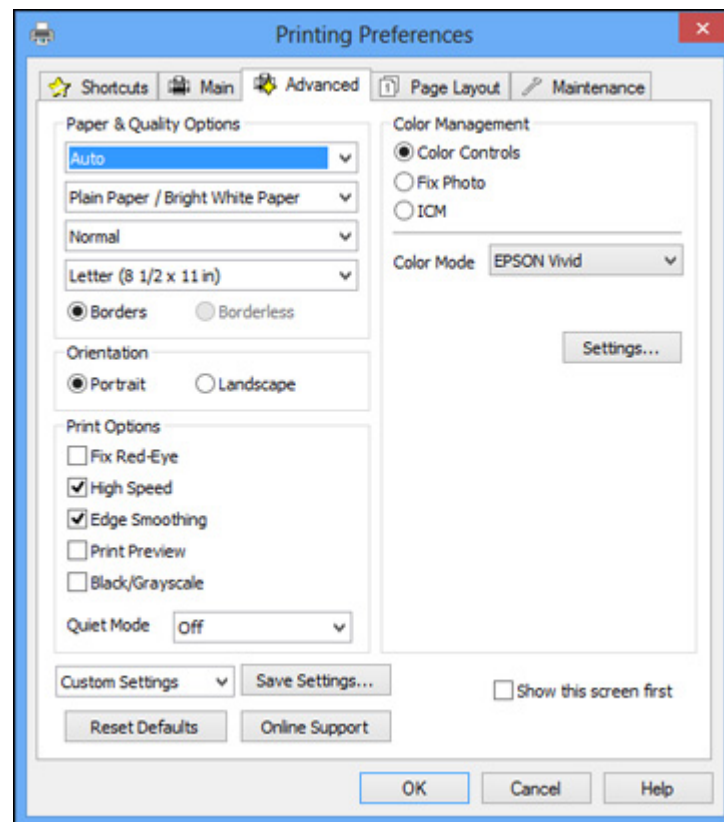 Printing Preferences
Shortcuts Main Advanced 1 Page Layout Maintenance
Paper & Quality Options
Auto
Plain Paper / Bright White Paper
Normal
Letter (8 1/2 x 11 in)
Borders Borderless
Orientation
Portrait Landscape
Print Options
Fix Red-Eye
High Speed
Edge Smoothing
Print Preview
Black/Grayscale
Quiet Mode Off
Color Management
Color Controls
Fix Photo
ICM
Color Mode EPSON Vivid
Settings...
Custom Settings Save Settings...
Show this screen first
Reset Defaults Online Support
OK Cancel Help